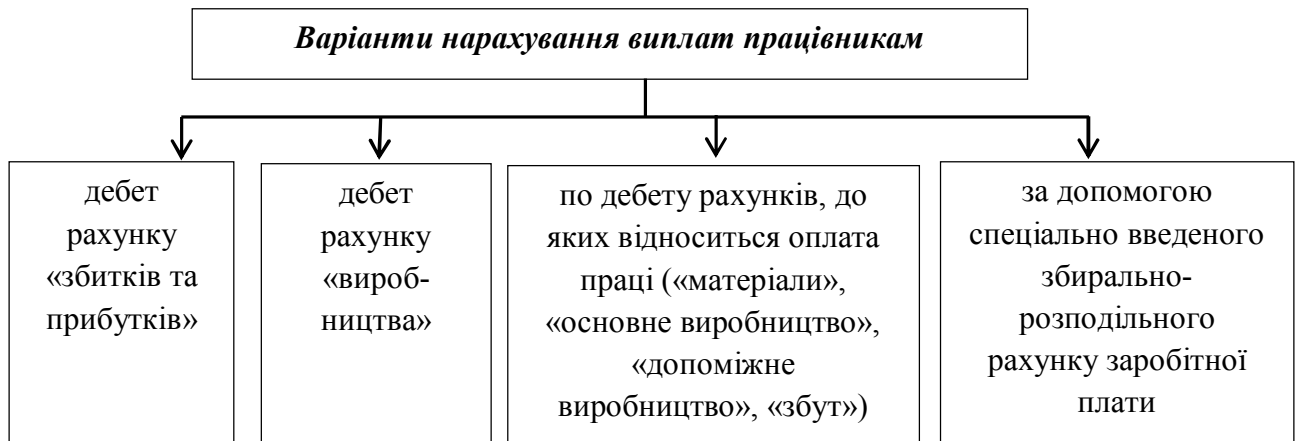 Варіанти нарахування виплат працівникам
дебет
рахунку
«збитків та
прибутків»
дебет
рахунку
«вироб-
ництва»
по дебету рахунків, до
яких відноситься оплата
праці («матеріали»,
«основне виробництво»,
«допоміжне
виробництво», «збут»)
за допомогою
спеціально введеного
збирально-
розподільного
рахунку заробітної
плати